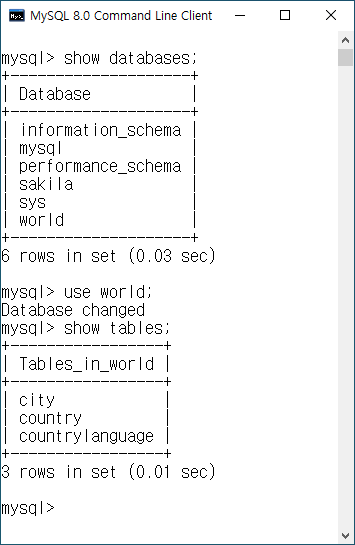 MySQL 8.0 Command Line Client
mysql> show databases;
+--------------------+
| Database           |
+--------------------+
| information_schema |
| mysql              |
| performance_schema |
| sakila             |
| sys                |
| world              |
+--------------------+
6 rows in set (0.03 sec)
mysql> use world;
Database changed
mysql> show tables;
+-----------------+
| Tables_in_world |
+-----------------+
| city            |
| country         |
| countrylanguage |
+-----------------+
3 rows in set (0.01 sec)
mysql>